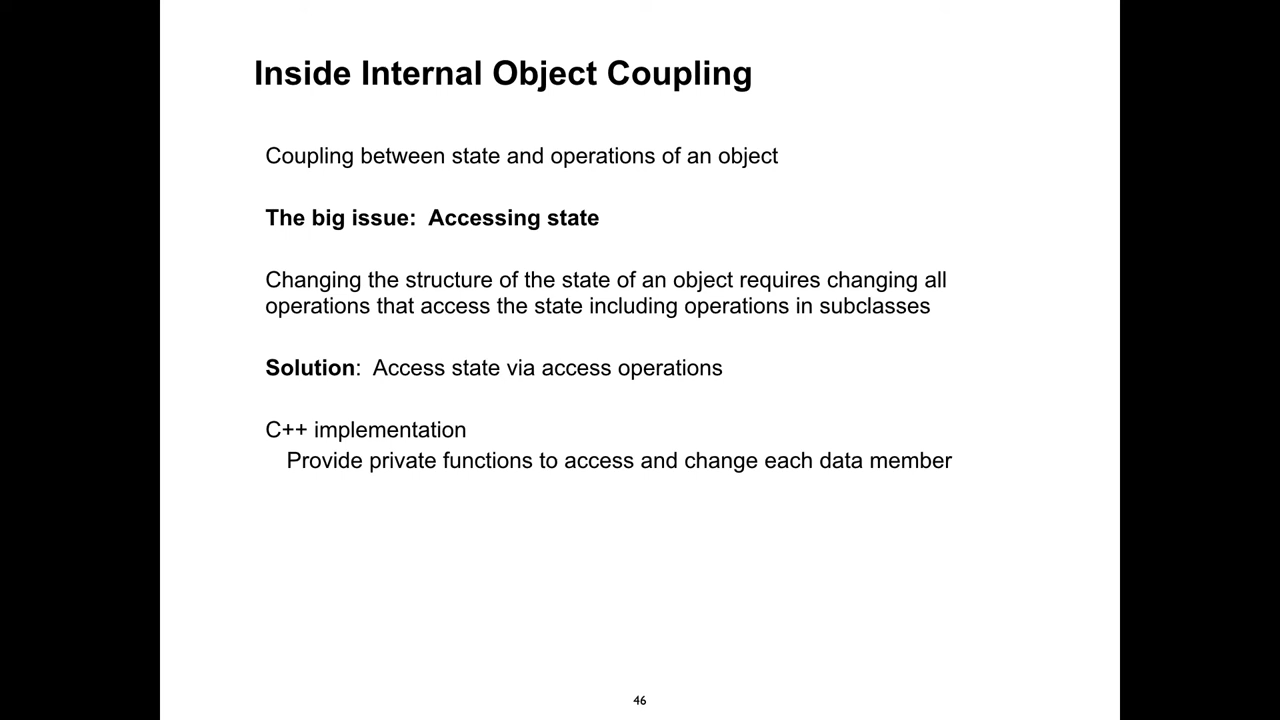 Inside Internal Object Coupling
Coupling between state and operations of an object
The big issue:  Accessing state
Changing the structure of the state of an object requires changing all
operations that access the state including operations in subclasses
Solution:  Access state via access operations
C++ implementation
Provide private functions to access and change each data member
46